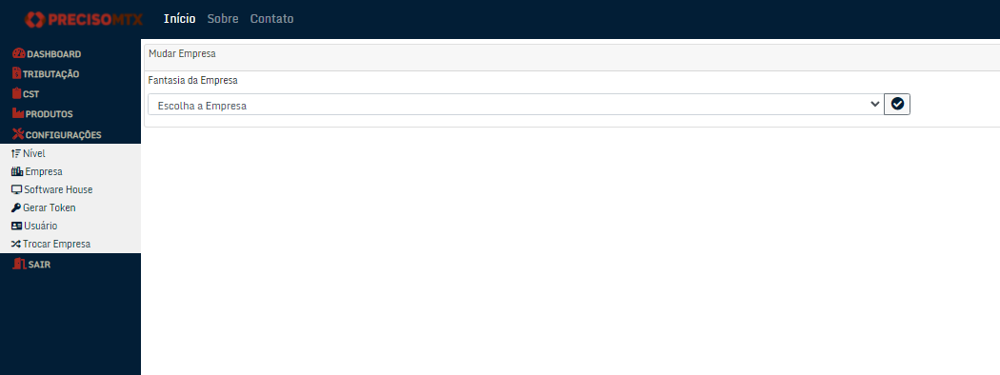 PRECISOMTX
Início Sobre Contato
DASHBOARD
TRIBUTAÇÃO
CST
PRODUTOS
CONFIGURAÇÕES
Nível
Empresa
Software House
Gerar Token
Usuário
Trocar Empresa
SAIR
Mudar Empresa
Fantasia da Empresa
Escolha a Empresa